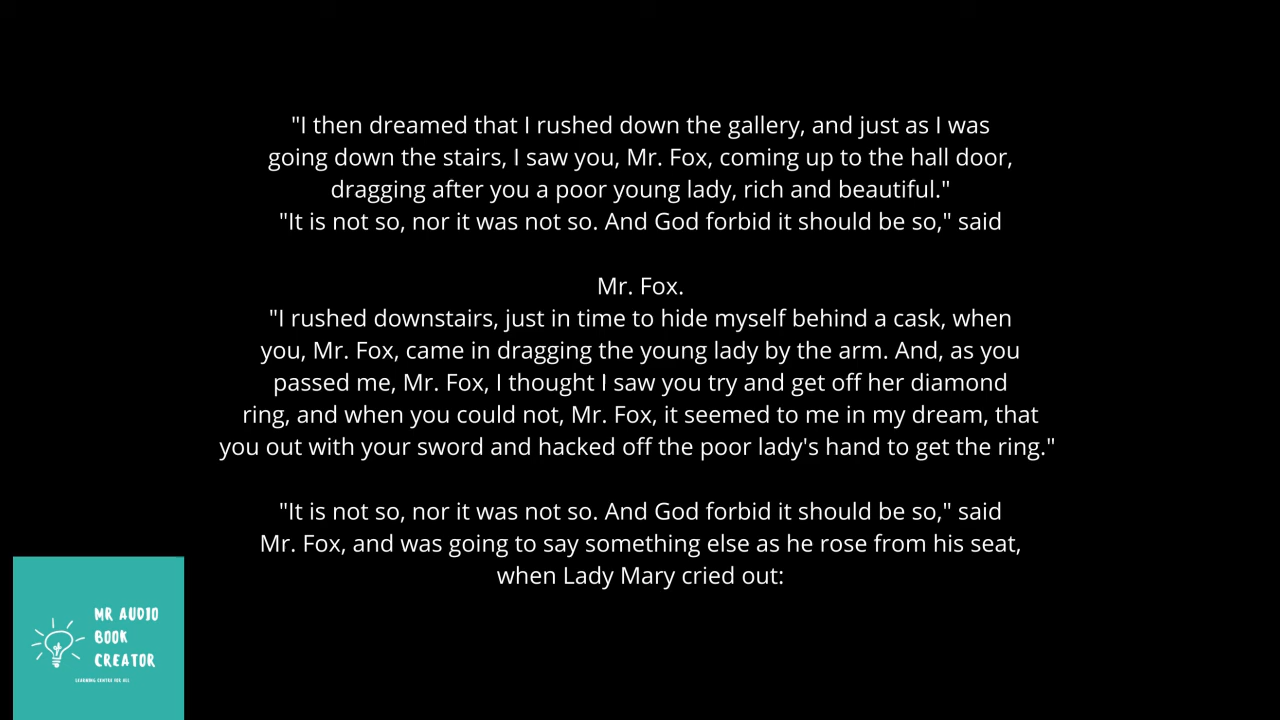 "I then dreamed that I rushed down the gallery, and just as I was
going down the stairs, I saw you, Mr. Fox, coming up to the hall door,
dragging after you a poor young lady, rich and beautiful."
"It is not so, nor it was not so. And God forbid it should be so," said
Mr. Fox.
"I rushed downstairs, just in time to hide myself behind a cask, when
you, Mr. Fox, came in dragging the young lady by the arm. And, as you
passed me, Mr. Fox, I thought I saw you try and get off her diamond
ring, and when you could not, Mr. Fox, it seemed to me in my dream, that
you out with your sword and hacked off the poor lady's hand to get the ring."
"It is not so, nor it was not so. And God forbid it should be so," said
Mr. Fox, and was going to say something else as he rose from his seat,
when Lady Mary cried out:
MR AUDIO
BOOK
CREATOR
LEARNING CENTRE FOR ALL